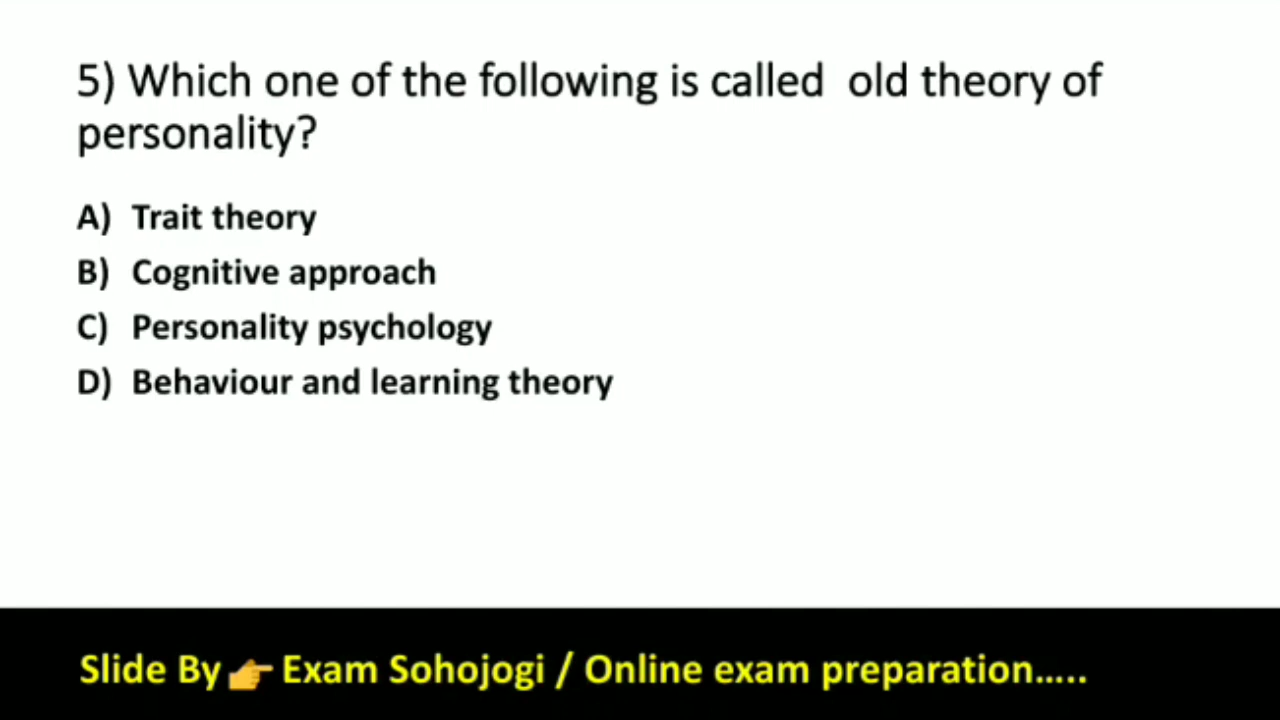 5) Which one of the following is called  old theory of
personality?
A) Trait theory
B) Cognitive approach
C) Personality psychology
D) Behaviour and learning theory
Slide By 👉 Exam Sohojogi / Online exam preparation.....